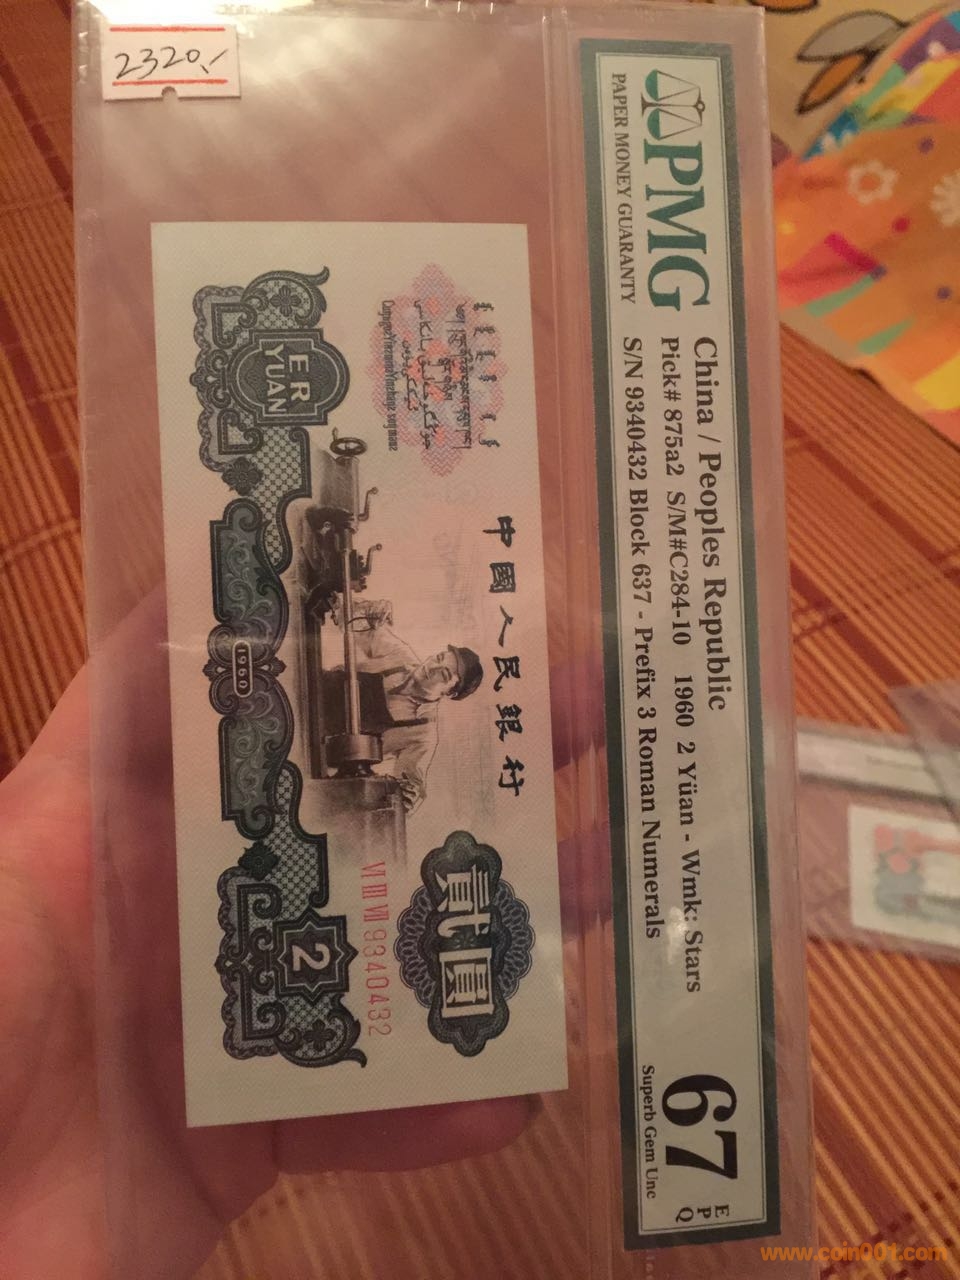 2320.-
PMG
PAPER MONEY GUARANTY
China / Peoples Republic
Pick# 875a2 S/M#C284-10 1960 2 Yüan - Wmk: Stars
S/N 9340432 Block 637 - Prefix 3 Roman Numerals
67
EPQ
Superb Gem Unc
中國人民銀行
貳圓
VI III VII 9340432
ER
YUAN
1960
2
www.coin001.com